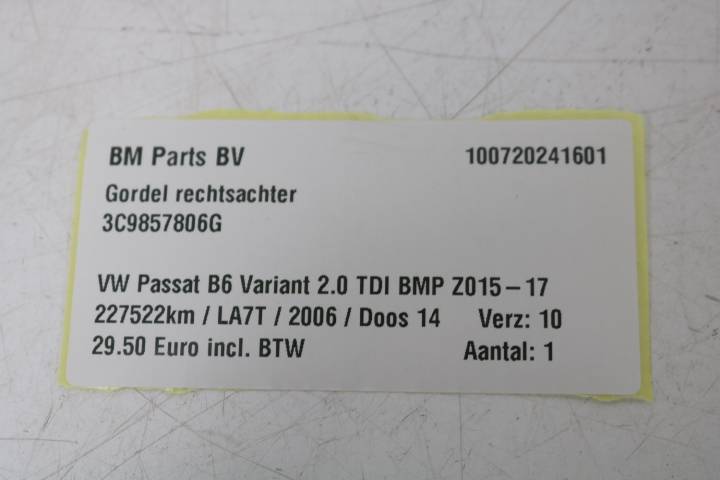 BM Parts BV 100720241601
Gordel rechtsachter
3C9857806G
VW Passat B6 Variant 2.0 TDI BMP Z015-17
227522km / LA7T / 2006 / Doos 14 Verz: 10
29.50 Euro incl. BTW Aantal: 1